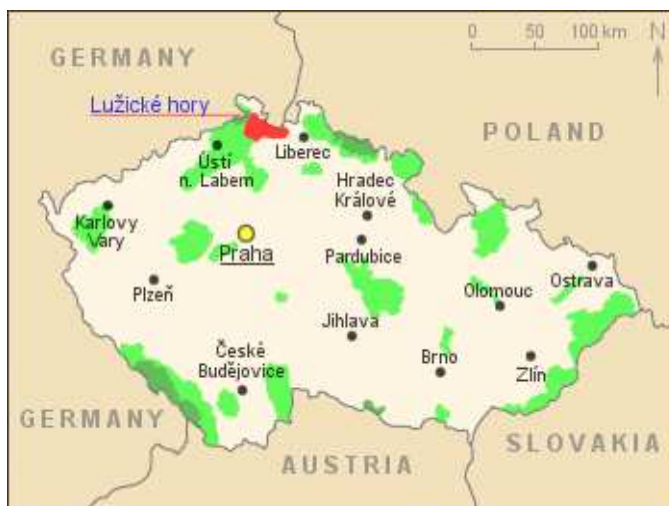 GERMANY
N
0 50 100 km
Lužické hory
POLAND
Ústí
n. Labem
Liberec
Hradec
Králové
Karlovy
Vary
Praha
Pardubice
Plzeň
Olomouc
Ostrava
Jihlava
České
Budějovice
Brno
Zlín
GERMANY
SLOVAKIA
AUSTRIA